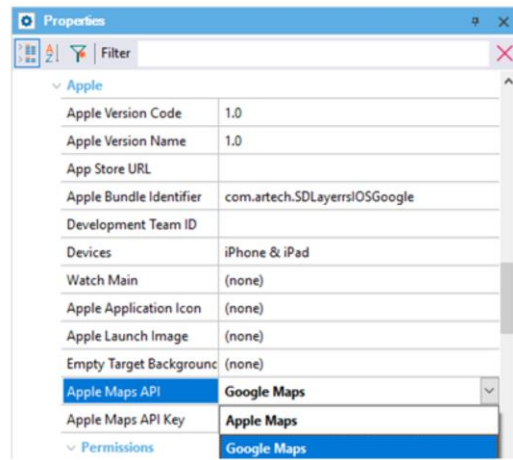 Properties
Filter
Apple
Apple Version Code 1.0
Apple Version Name 1.0
App Store URL
Apple Bundle Identifier com.artech.SDLayerrsIOSGoogle
Development Team ID
Devices iPhone & iPad
Watch Main (none)
Apple Application Icon (none)
Apple Launch Image (none)
Empty Target Background (none)
Apple Maps API Google Maps
Apple Maps API Key Apple Maps
Permissions Google Maps